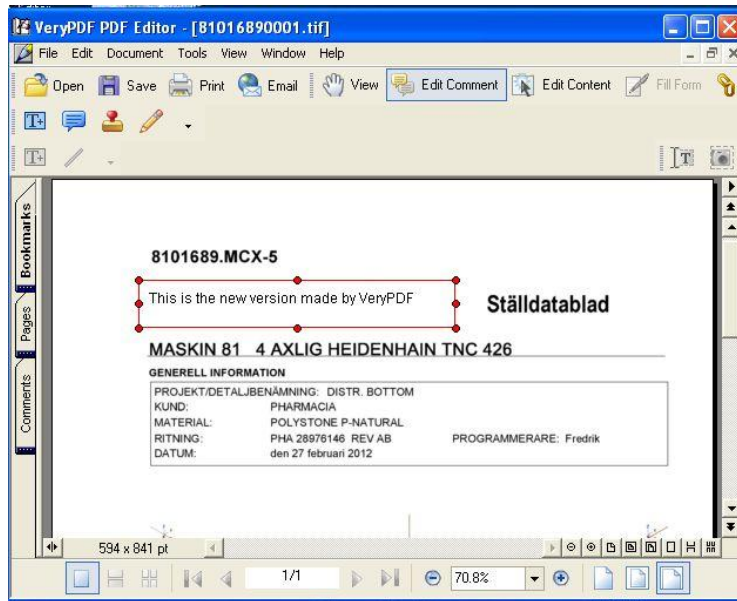 VeryPDF PDF Editor - [81016890001.tif]
File Edit Document Tools View Window Help
Open Save Print Email View Edit Comment Edit Content Fill Form
Bookmarks
Pages
Comments
8101689.MCX-5
This is the new version made by VeryPDF
Ställdatablad
MASKIN 81 4 AXLIG HEIDENHAIN TNC 426
GENERELL INFORMATION
PROJEKT/DETALJBENÄMNING: DISTR. BOTTOM
KUND: PHARMACIA
MATERIAL: POLYSTONE P-NATURAL
RITNING: PHA 28976146 REV AB PROGRAMMERARE: Fredrik
DATUM: den 27 februari 2012
594 x 841 pt
1/1
70.8%